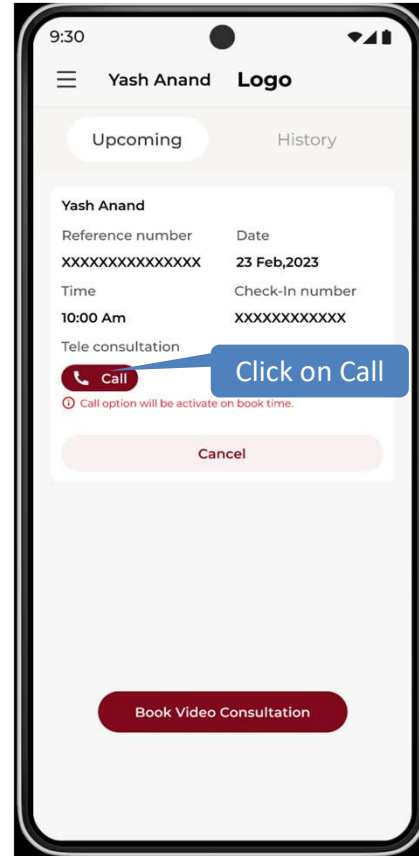 9:30
Yash Anand Logo
Upcoming History
Yash Anand
Reference number Date
XXXXXXXXXXXXXXX 23 Feb,2023
Time Check-In number
10:00 Am XXXXXXXXXXXX
Tele consultation
Call Click on Call
Call option will be activate on book time.
Cancel
Book Video Consultation